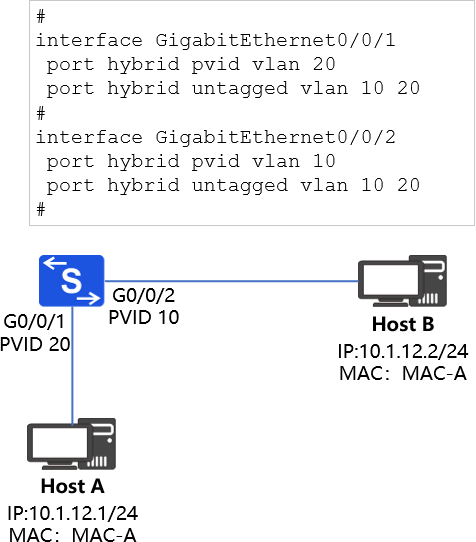 #
interface GigabitEthernet0/0/1
 port hybrid pvid vlan 20
 port hybrid untagged vlan 10 20
#
interface GigabitEthernet0/0/2
 port hybrid pvid vlan 10
 port hybrid untagged vlan 10 20
#
S
G0/0/2
PVID 10
G0/0/1
PVID 20
Host B
IP:10.1.12.2/24
MAC：MAC-A
Host A
IP:10.1.12.1/24
MAC：MAC-A